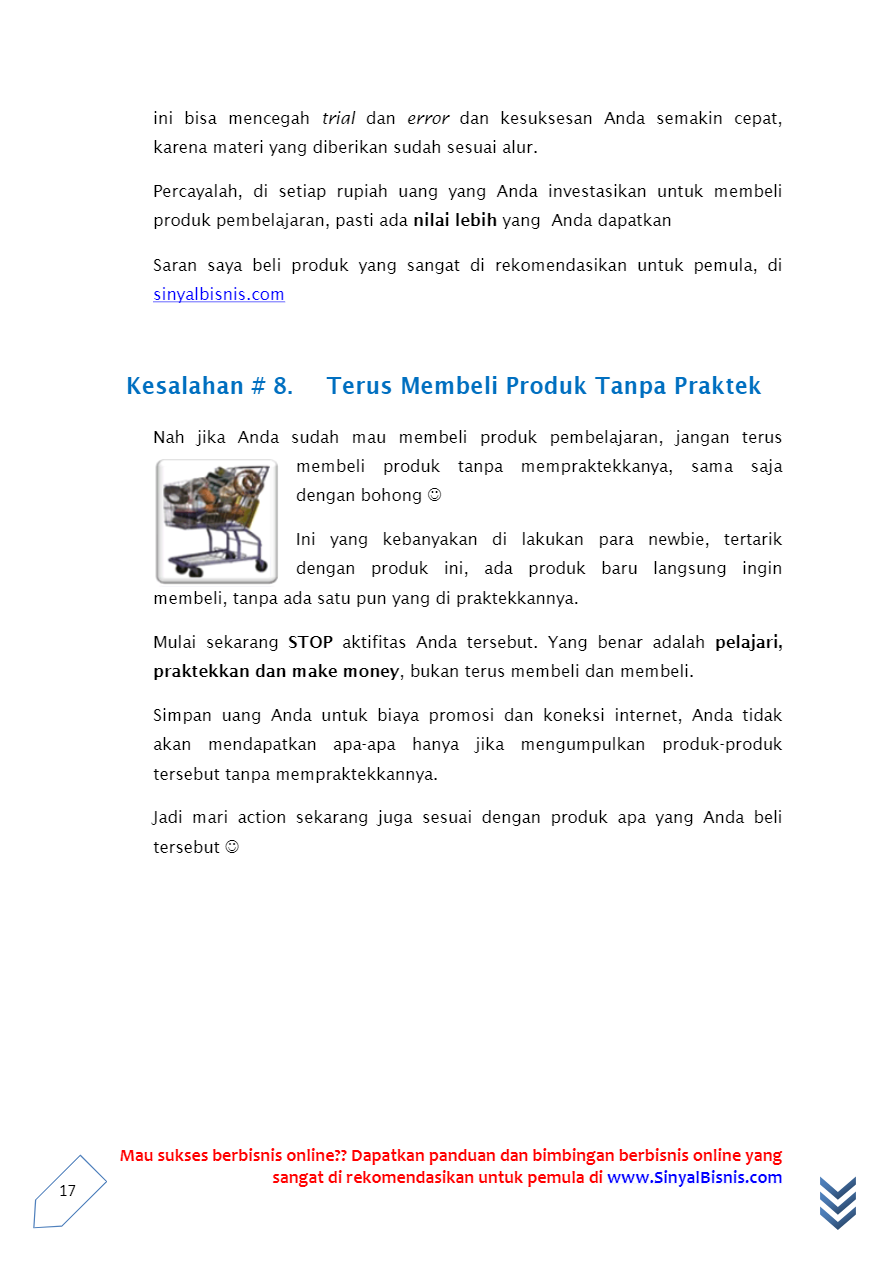 ini bisa mencegah trial dan error dan kesuksesan Anda semakin cepat,
karena materi yang diberikan sudah sesuai alur.
Percayalah, di setiap rupiah uang yang Anda investasikan untuk membeli
produk pembelajaran, pasti ada nilai lebih yang Anda dapatkan
Saran saya beli produk yang sangat di rekomendasikan untuk pemula, di
sinyalbisnis.com
Kesalahan # 8. Terus Membeli Produk Tanpa Praktek
Nah jika Anda sudah mau membeli produk pembelajaran, jangan terus
membeli produk tanpa mempraktekkanya, sama saja
dengan bohong ☺
Ini yang kebanyakan di lakukan para newbie, tertarik
dengan produk ini, ada produk baru langsung ingin
membeli, tanpa ada satu pun yang di praktekkannya.
Mulai sekarang STOP aktifitas Anda tersebut. Yang benar adalah pelajari,
praktekkan dan make money, bukan terus membeli dan membeli.
Simpan uang Anda untuk biaya promosi dan koneksi internet, Anda tidak
akan mendapatkan apa-apa hanya jika mengumpulkan produk-produk
tersebut tanpa mempraktekkannya.
Jadi mari action sekarang juga sesuai dengan produk apa yang Anda beli
tersebut ☺
Mau sukses berbisnis online?? Dapatkan panduan dan bimbingan berbisnis online yang
sangat di rekomendasikan untuk pemula di www.SinyalBisnis.com
17